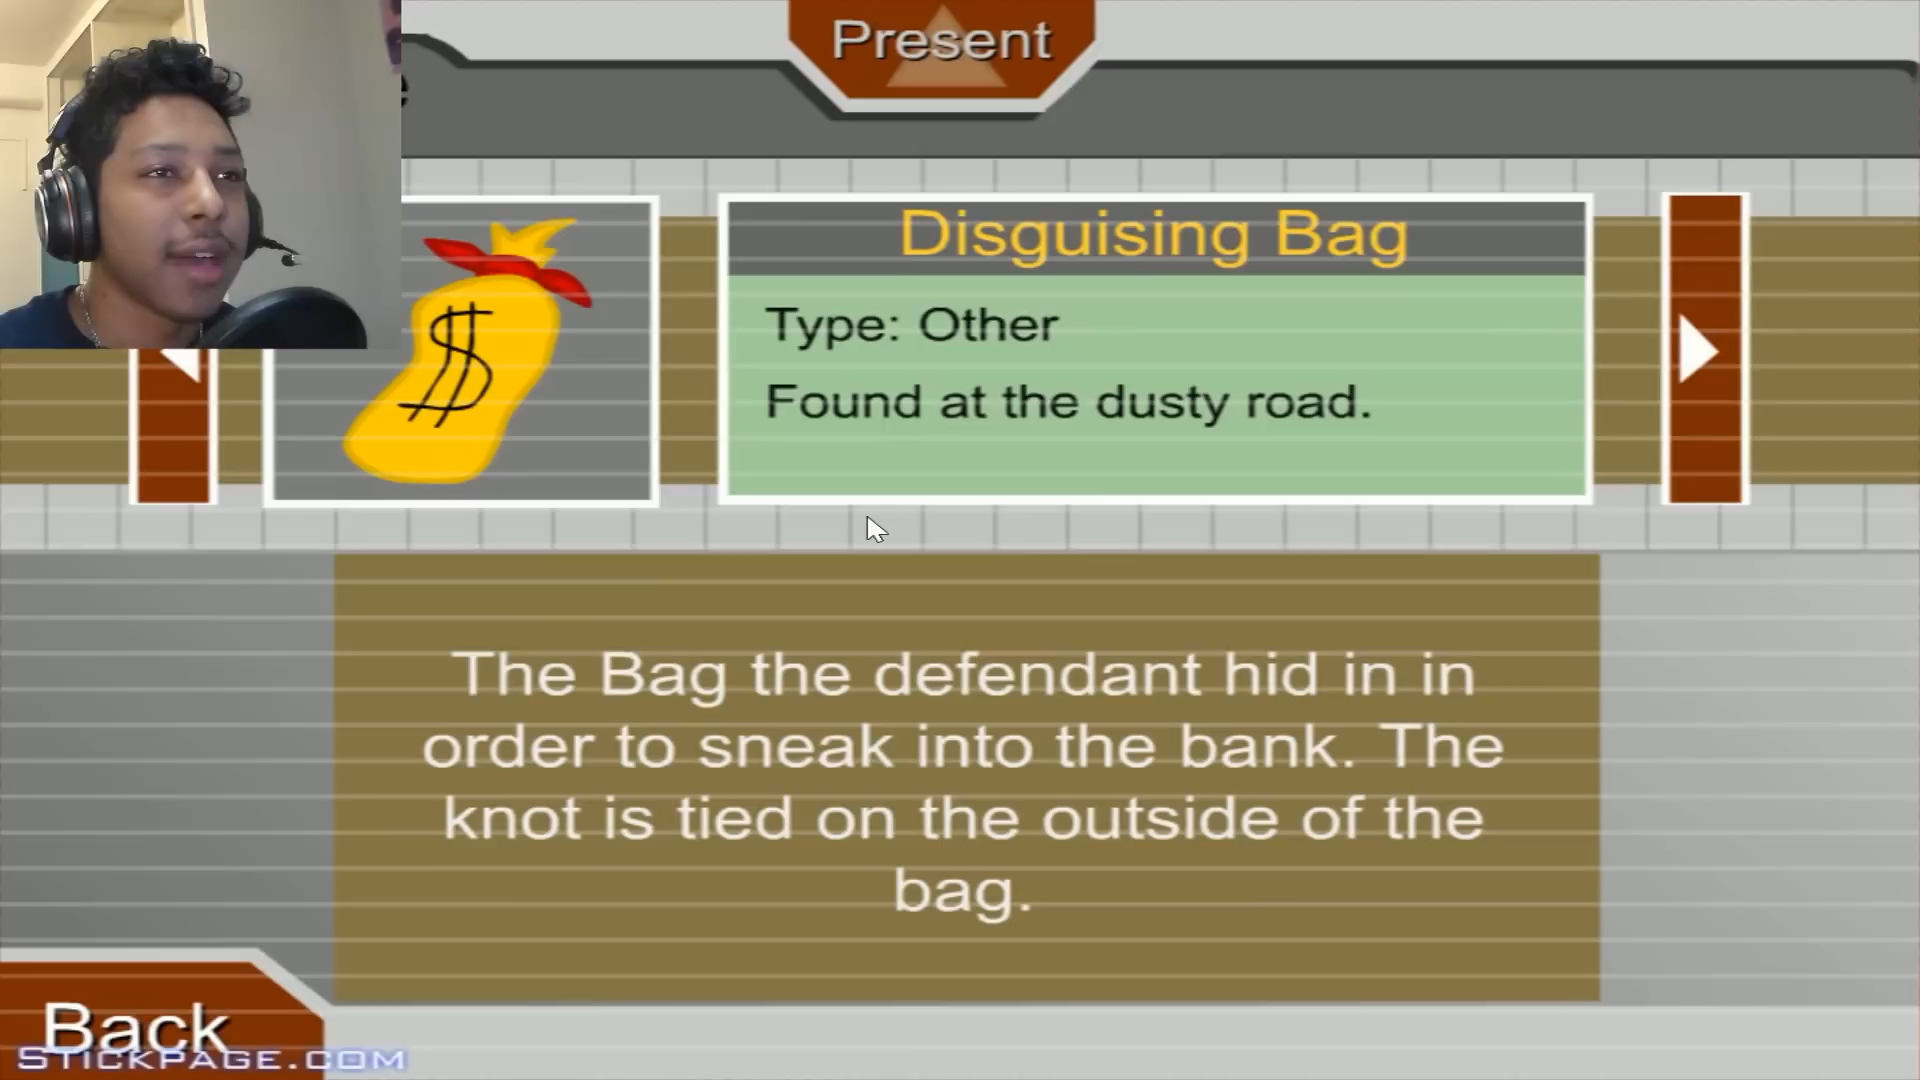 Present
Disguising Bag
Type: Other
Found at the dusty road.
$
The Bag the defendant hid in in
order to sneak into the bank. The
knot is tied on the outside of the
bag.
Back
STICKPAGE.COM